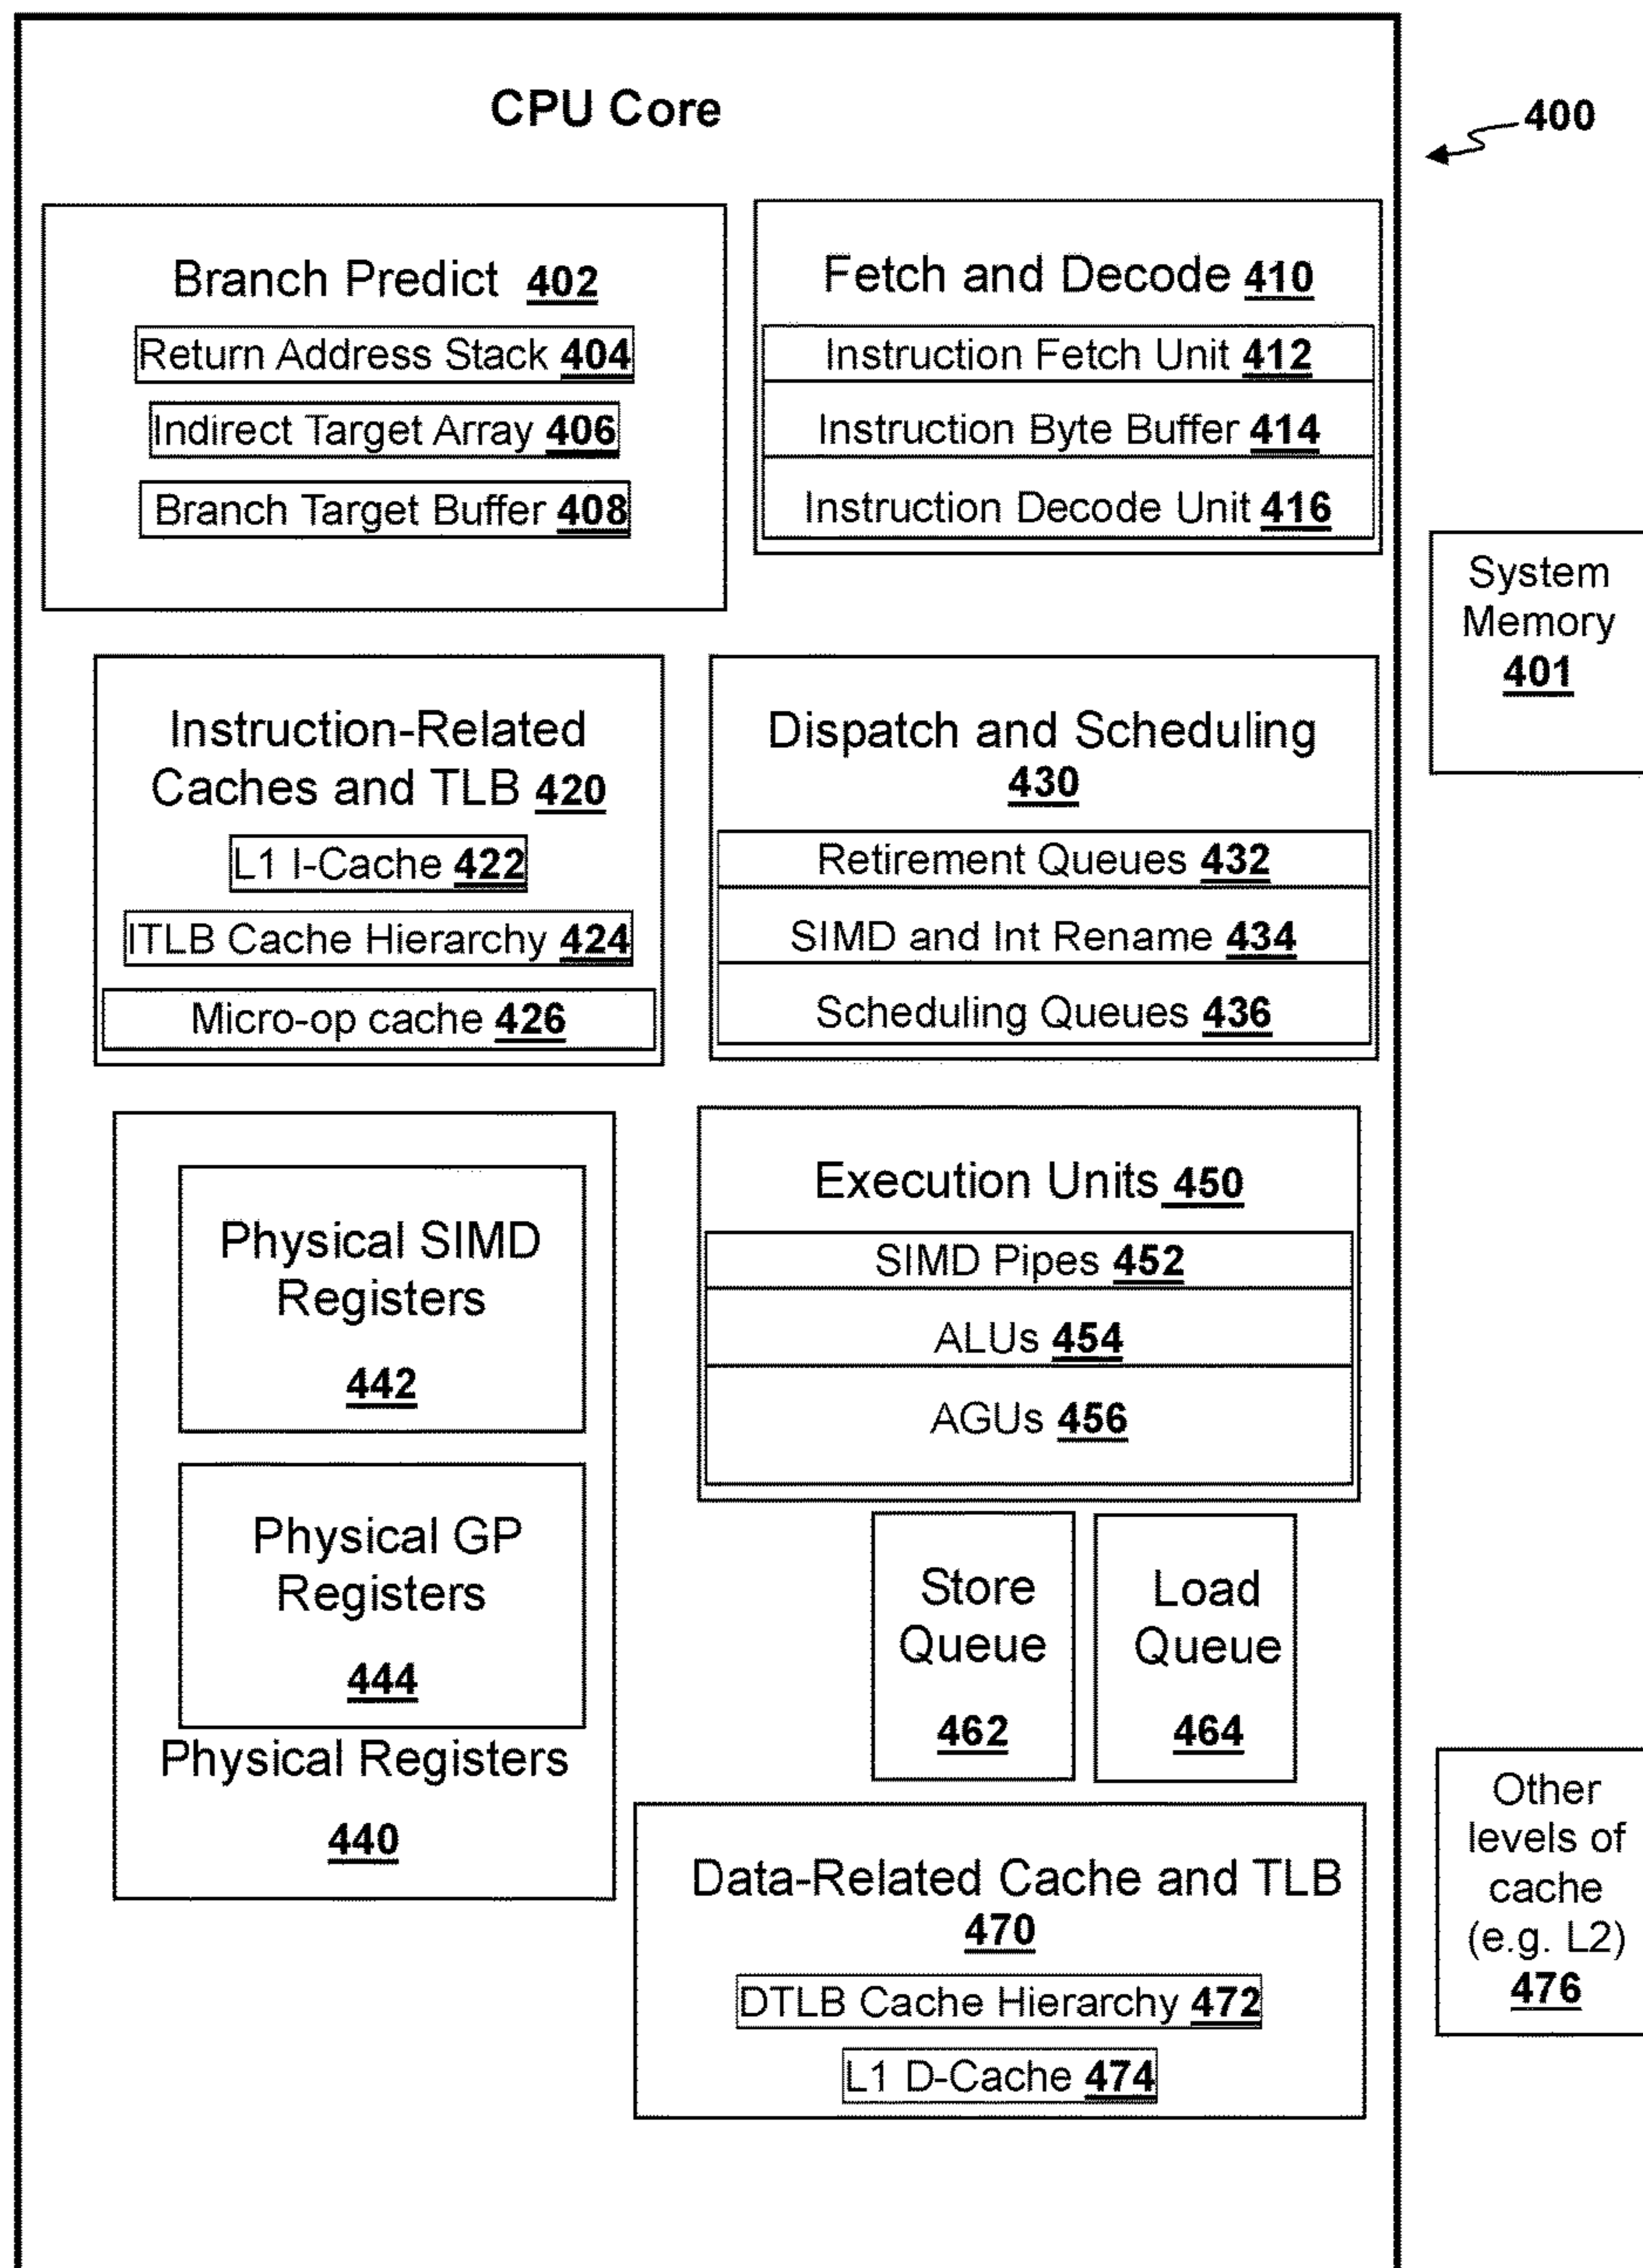 CPU Core
400
Branch Predict 402
Return Address Stack 404
Indirect Target Array 406
Branch Target Buffer 408
Fetch and Decode 410
Instruction Fetch Unit 412
Instruction Byte Buffer 414
Instruction Decode Unit 416
System
Memory
401
Instruction-Related
Caches and TLB 420
L1 I-Cache 422
ITLB Cache Hierarchy 424
Micro-op cache 426
Dispatch and Scheduling
430
Retirement Queues 432
SIMD and Int Rename 434
Scheduling Queues 436
Physical SIMD
Registers
442
Physical GP
Registers
444
Physical Registers
440
Execution Units 450
SIMD Pipes 452
ALUs 454
AGUs 456
Store
Queue
462
Load
Queue
464
Data-Related Cache and TLB
470
DTLB Cache Hierarchy 472
L1 D-Cache 474
Other
levels of
cache
(e.g. L2)
476